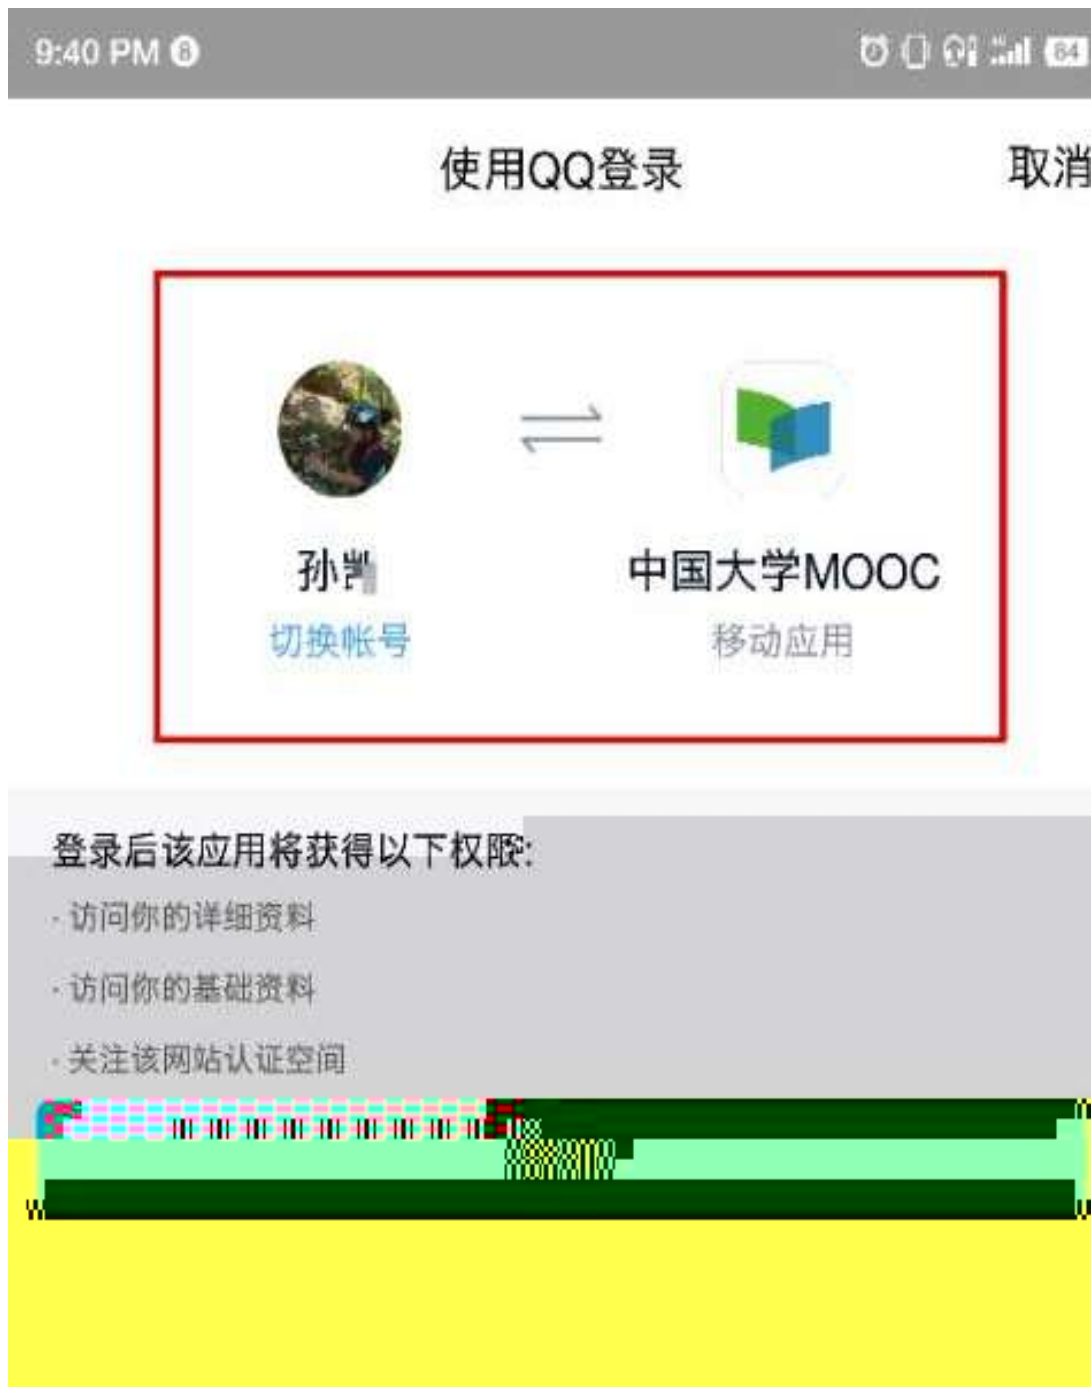 9:40 PM 6 64
使用QQ登录 取消
孙 中国大学MOOC
切换帐号 移动应用
登录后该应用将获得以下权限:
· 访问你的详细资料
· 访问你的基础资料
· 关注该网站认证空间